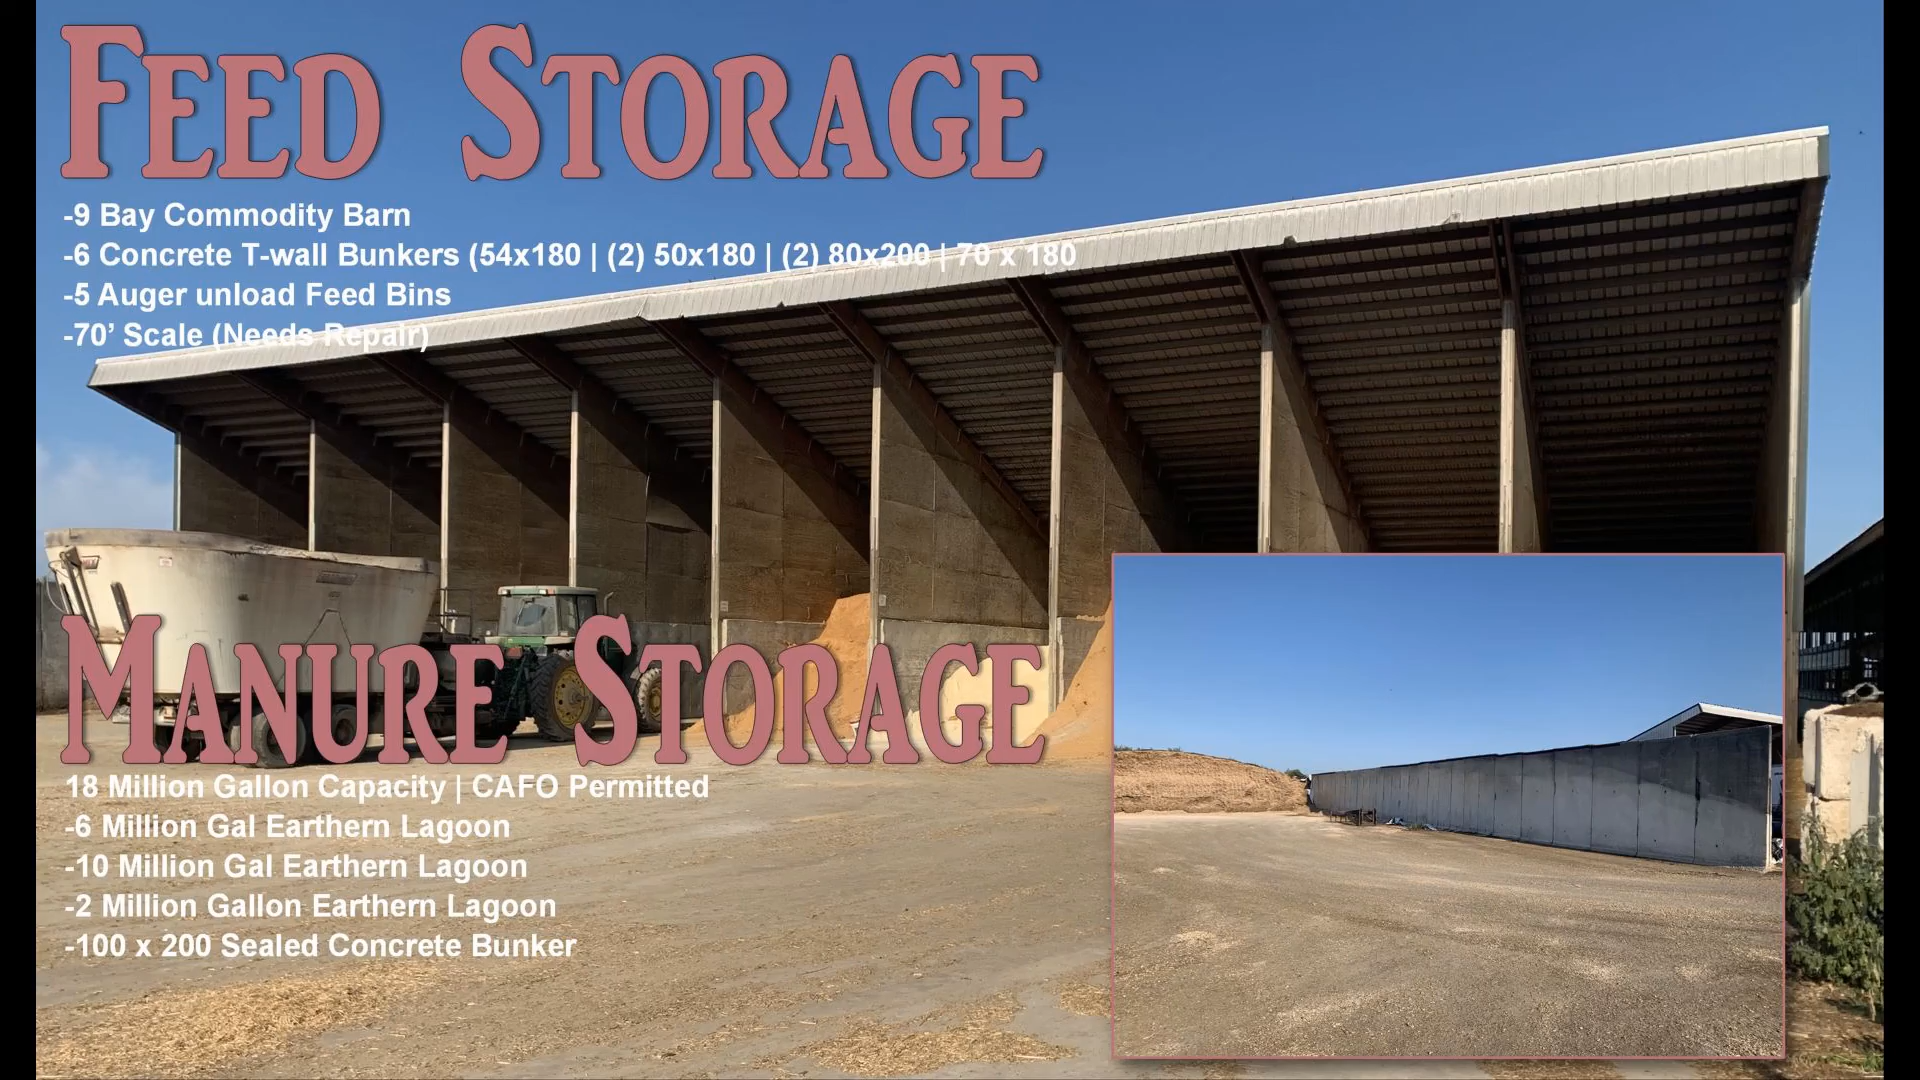 FEED STORAGE
-9 Bay Commodity Barn
-6 Concrete T-wall Bunkers (54x180 | (2) 50x180 | (2) 80x200 | 70 x 180
-5 Auger unload Feed Bins
-70’ Scale (Needs Repair)
MANURE STORAGE
18 Million Gallon Capacity | CAFO Permitted
-6 Million Gal Earthern Lagoon
-10 Million Gal Earthern Lagoon
-2 Million Gallon Earthern Lagoon
-100 x 200 Sealed Concrete Bunker